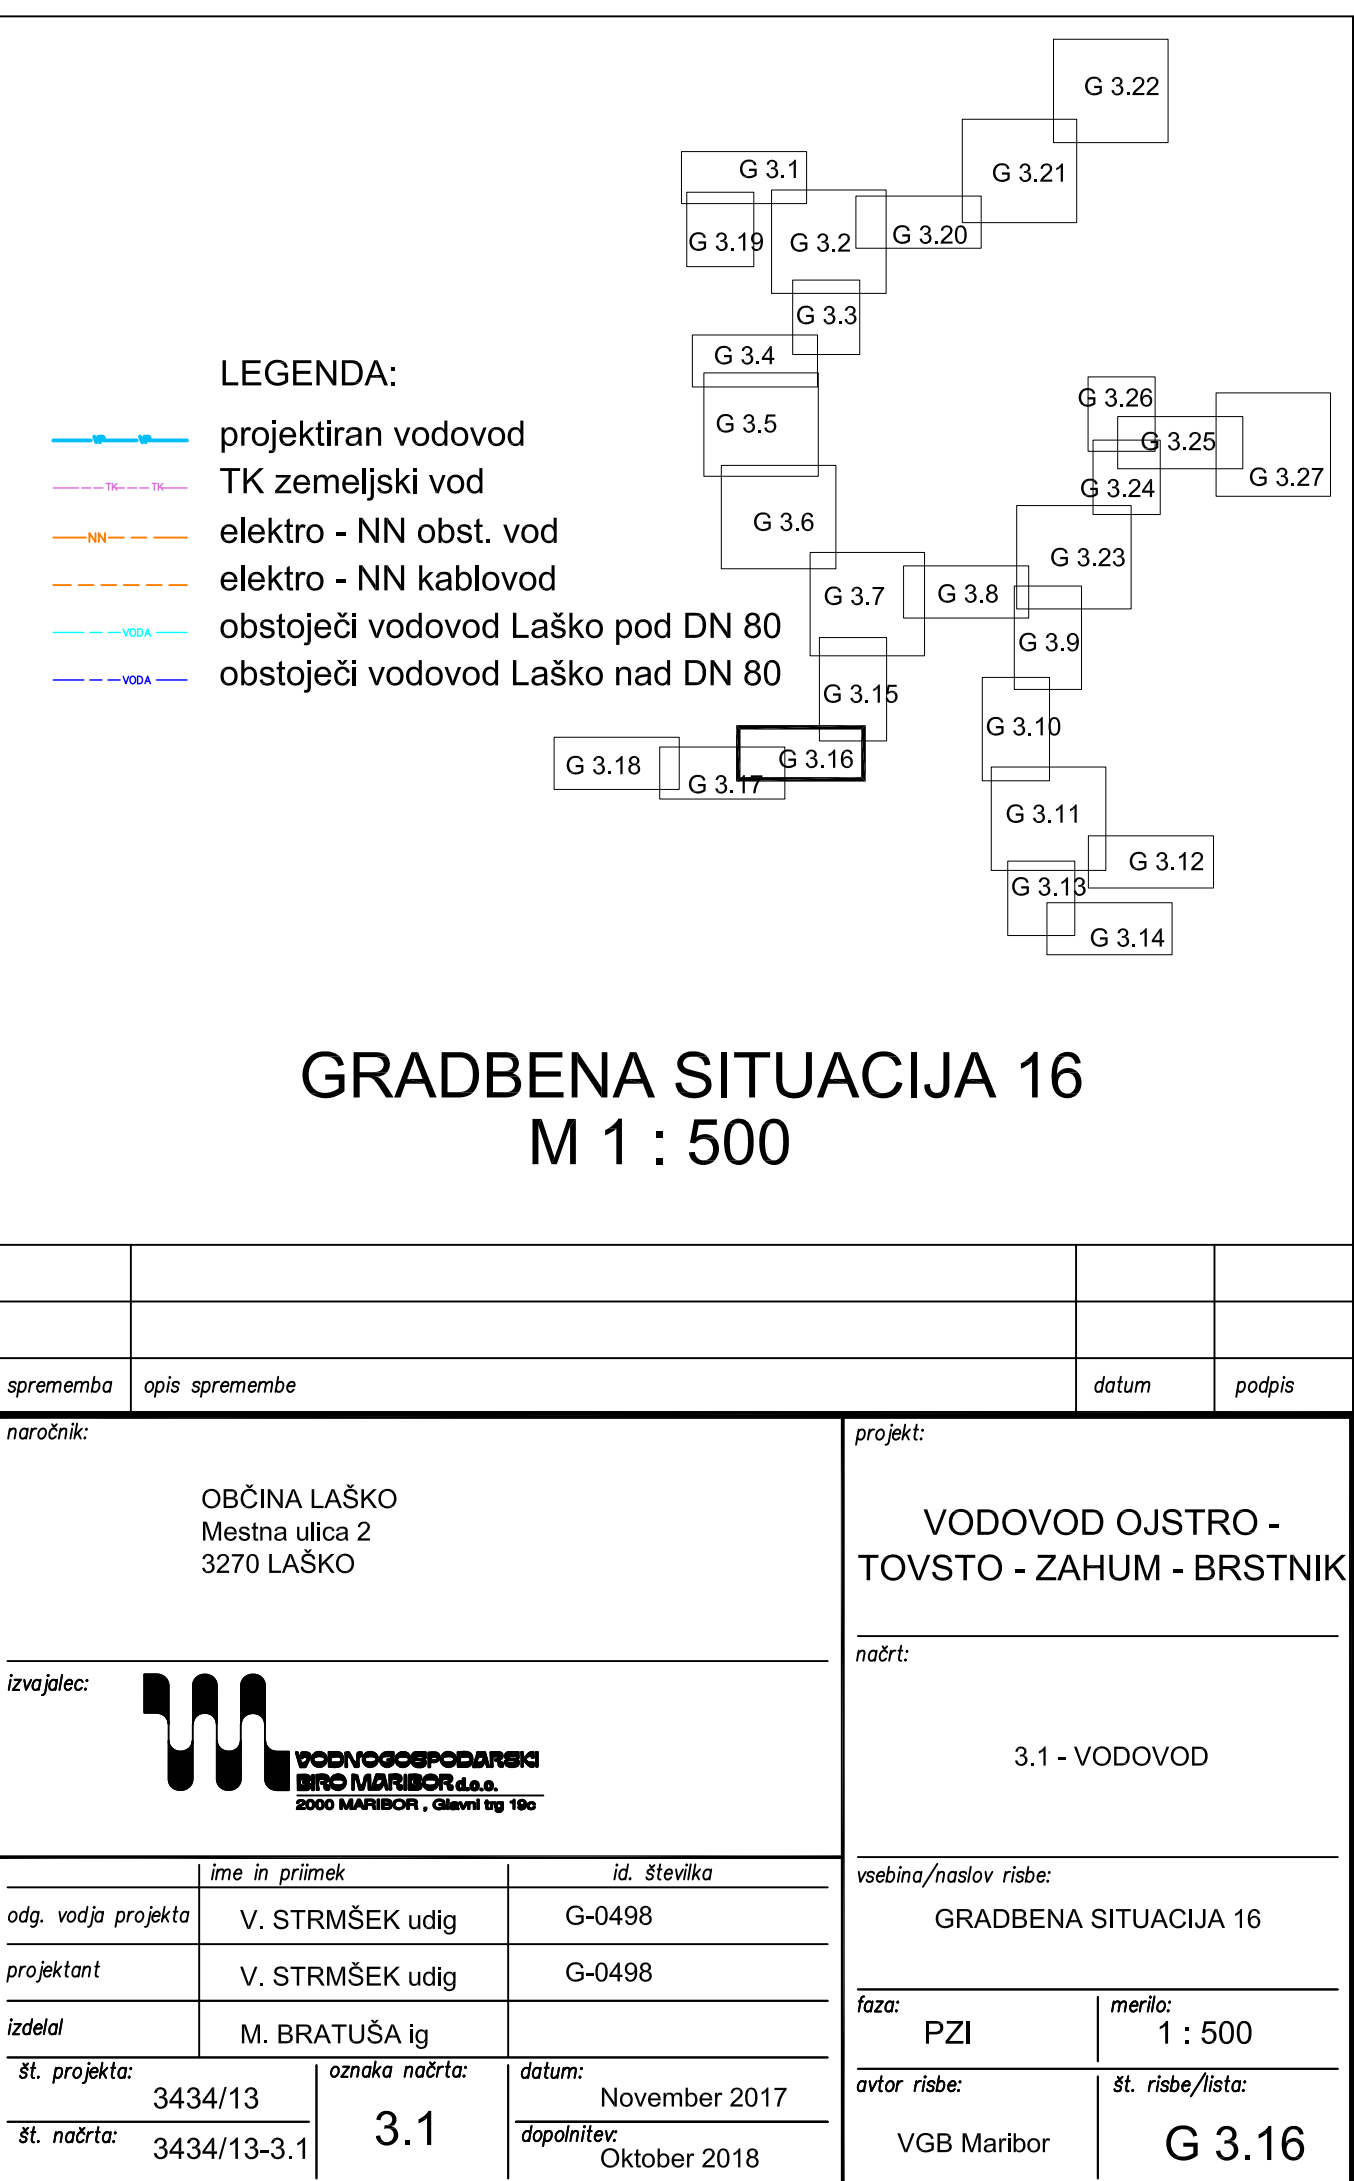 G 3.22
G 3.1
G 3.21
G 3.19
G 3.2
G 3.20
G 3.3
G 3.4
G 3.26
G 3.5
G 3.25
G 3.27
G 3.24
G 3.6
G 3.23
G 3.7
G 3.8
G 3.9
G 3.15
G 3.10
G 3.16
G 3.18
G 3.17
G 3.11
G 3.12
G 3.13
G 3.14
LEGENDA:
VP VP projektiran vodovod
TK TK TK zemeljski vod
NN elektro - NN obst. vod
elektro - NN kablovod
VODA obstoječi vodovod Laško pod DN 80
VODA obstoječi vodovod Laško nad DN 80
GRADBENA SITUACIJA 16
M 1 : 500
sprememba opis spremembe datum podpis
naročnik:
OBČINA LAŠKO
Mestna ulica 2
3270 LAŠKO
projekt:
VODOVOD OJSTRO -
TOVSTO - ZAHUM - BRSTNIK
izvajalec:
VODNOGOSPODARSKI
BIRO MARIBOR d.o.o.
2000 MARIBOR , Glavni trg 19c
načrt:
3.1 - VODOVOD
ime in priimek id. številka
odg. vodja projekta V. STRMŠEK udig G-0498
projektant V. STRMŠEK udig G-0498
izdelal M. BRATUŠA ig
vsebina/naslov risbe:
GRADBENA SITUACIJA 16
faza:
PZI
merilo:
1 : 500
št. projekta:
3434/13
št. načrta:
3434/13-3.1
oznaka načrta:
3.1
datum:
November 2017
dopolnitev:
Oktober 2018
avtor risbe:
VGB Maribor
št. risbe/lista:
G 3.16